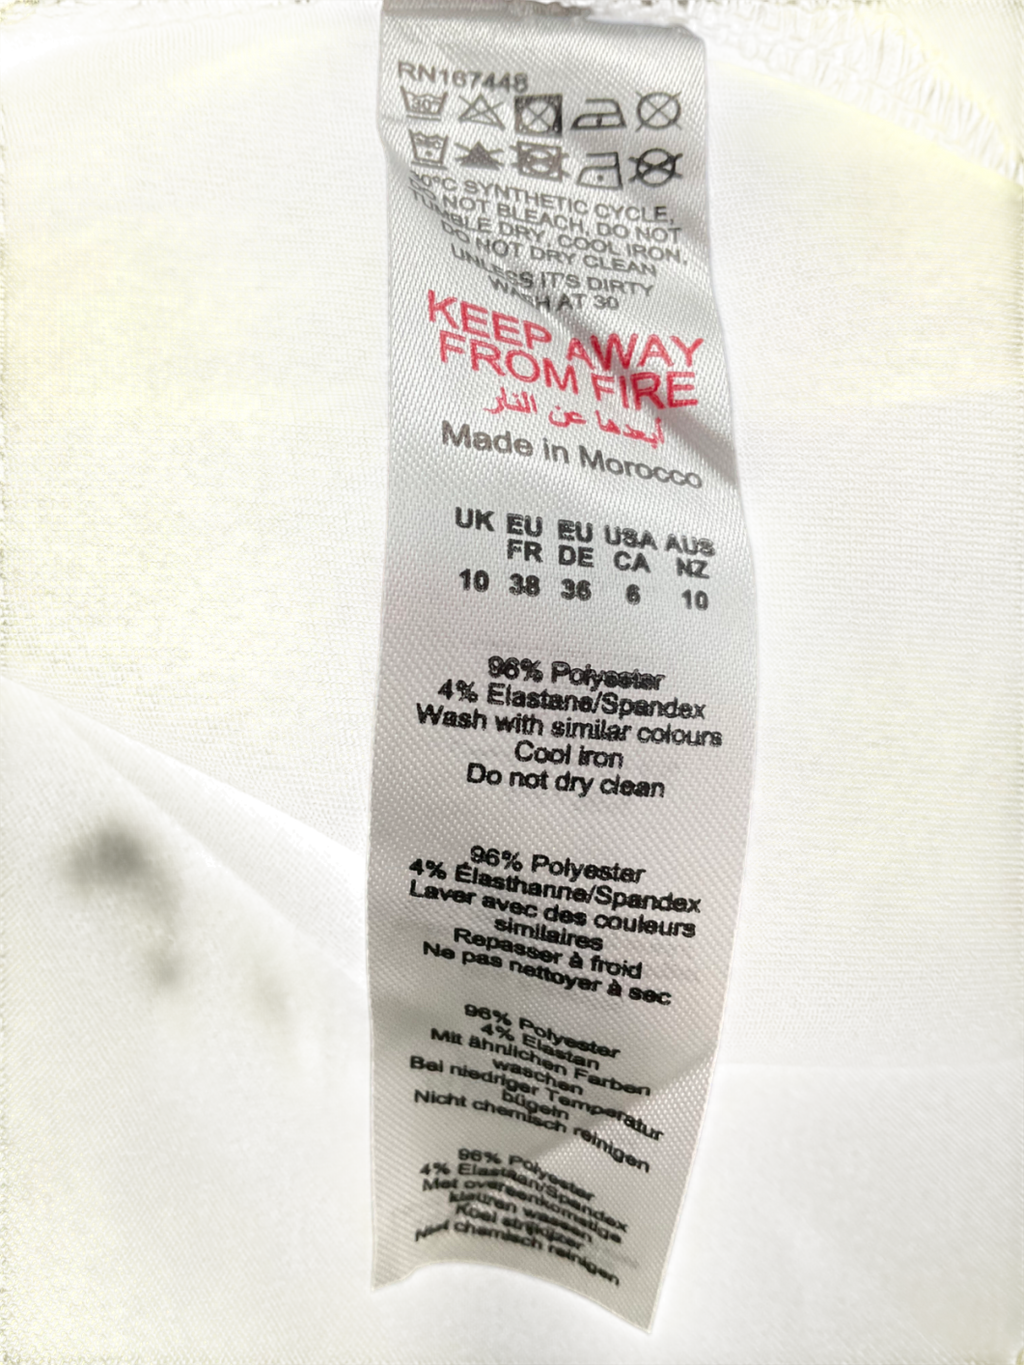 RN167448
30°C SYNTHETIC CYCLE,
DO NOT BLEACH, DO NOT
TUMBLE DRY, COOL IRON,
DO NOT DRY CLEAN
UNLESS IT'S DIRTY
WASH AT 30
KEEP AWAY
FROM FIRE
أبعدها عن النار
Made in Morocco
UK EU EU USA AUS
FR DE CA NZ
10 38 36 6 10
96% Polyester
4% Elastane/Spandex
Wash with similar colours
Cool iron
Do not dry clean
96% Polyester
4% Élasthanne/Spandex
Laver avec des couleurs
similaires
Repasser à froid
Ne pas nettoyer à sec
96% Polyester
4% Elastan
Mit ähnlichen Farben
waschen
Bei niedriger Temperatur
bügeln
Nicht chemisch reinigen
96% Polyester
4% Elastaan/Spandex
Met overeenkomstige
kleuren wassen
Koel strijkijzer
Niet chemisch reinigen